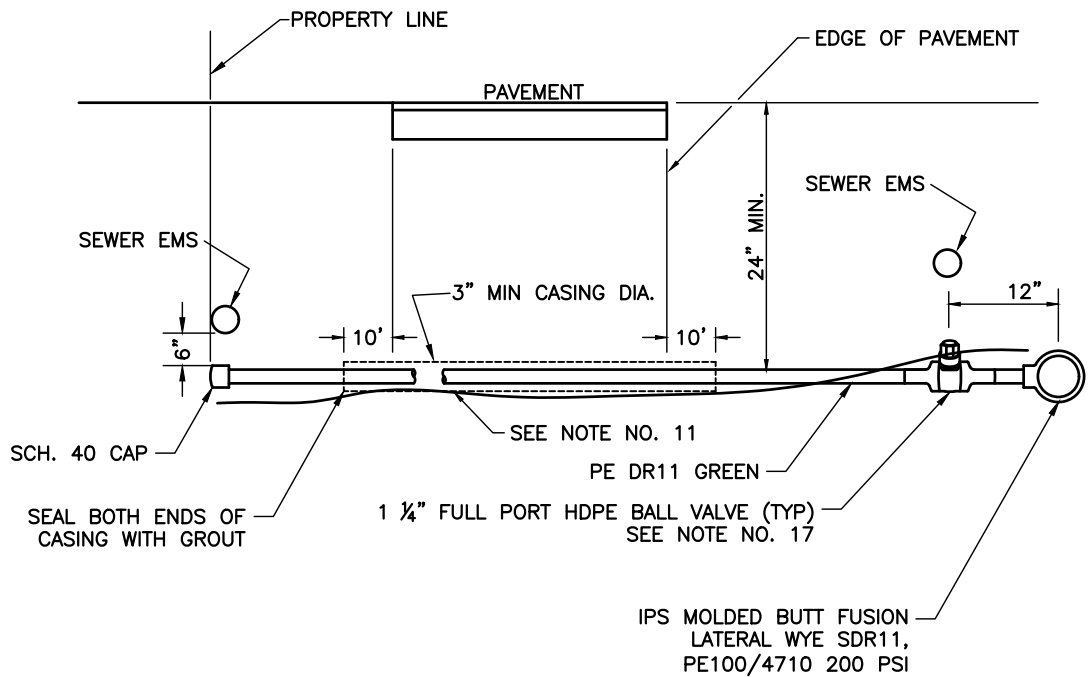 PROPERTY LINE
EDGE OF PAVEMENT
PAVEMENT
SEWER EMS
24" MIN.
SEWER EMS
3" MIN CASING DIA.
12"
10'
10'
6"
SCH. 40 CAP
SEE NOTE NO. 11
PE DR11 GREEN
SEAL BOTH ENDS OF
CASING WITH GROUT
1 ¼" FULL PORT HDPE BALL VALVE (TYP)
SEE NOTE NO. 17
IPS MOLDED BUTT FUSION
LATERAL WYE SDR11,
PE100/4710 200 PSI